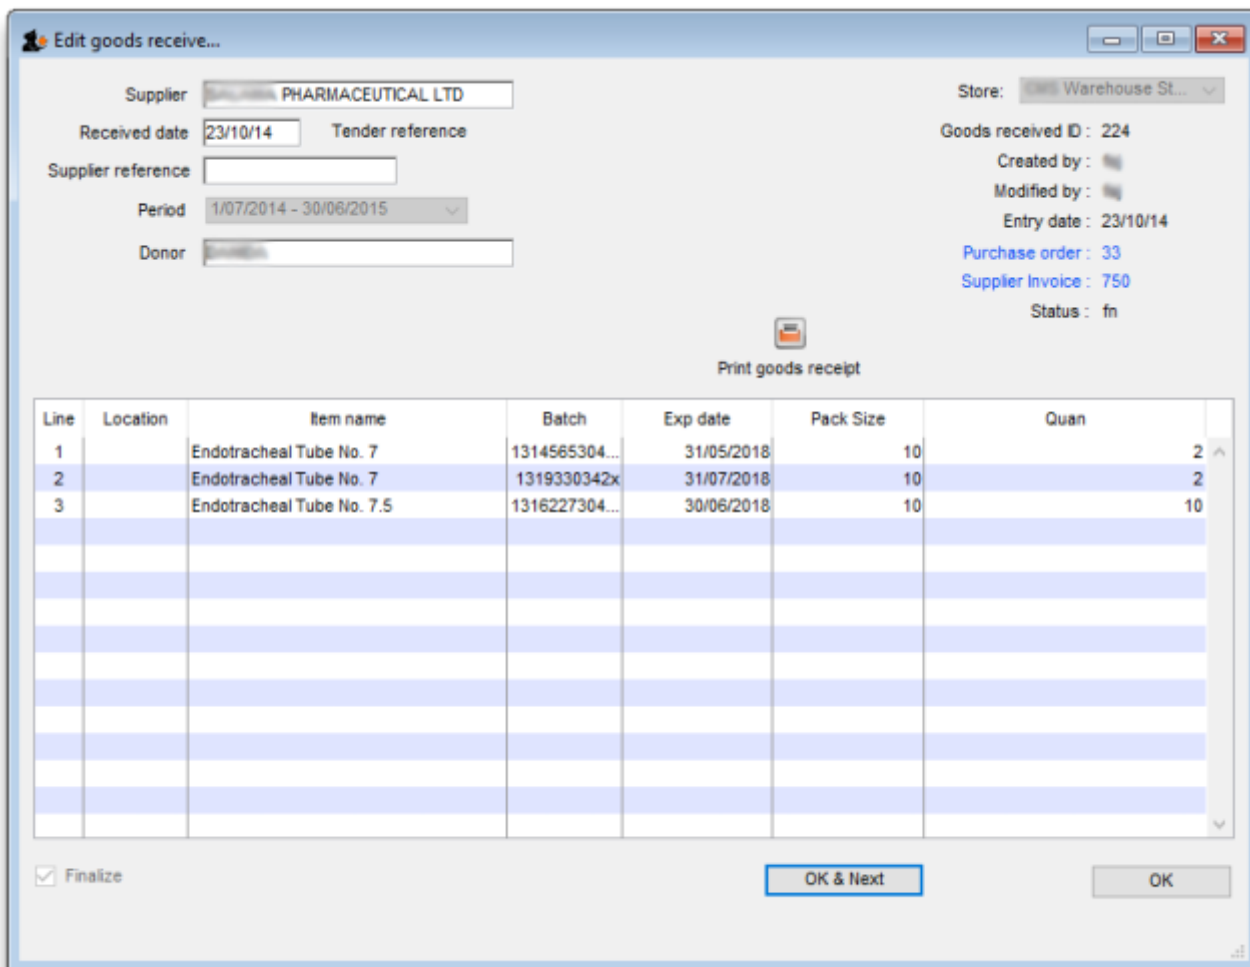 Edit goods receive...
Supplier PHARMACEUTICAL LTD
Store: Warehouse St...
Received date 23/10/14 Tender reference
Goods received ID : 224
Supplier reference
Created by :
Modified by :
Period 1/07/2014 - 30/06/2015
Entry date : 23/10/14
Donor
Purchase order : 33
Supplier Invoice : 750
Status : fn
Print goods receipt
Line Location Item name Batch Exp date Pack Size Quan
1 Endotracheal Tube No. 7 1314565304... 31/05/2018 10 2
2 Endotracheal Tube No. 7 1319330342x 31/07/2018 10 2
3 Endotracheal Tube No. 7.5 1316227304... 30/06/2018 10 10
Finalize OK & Next OK